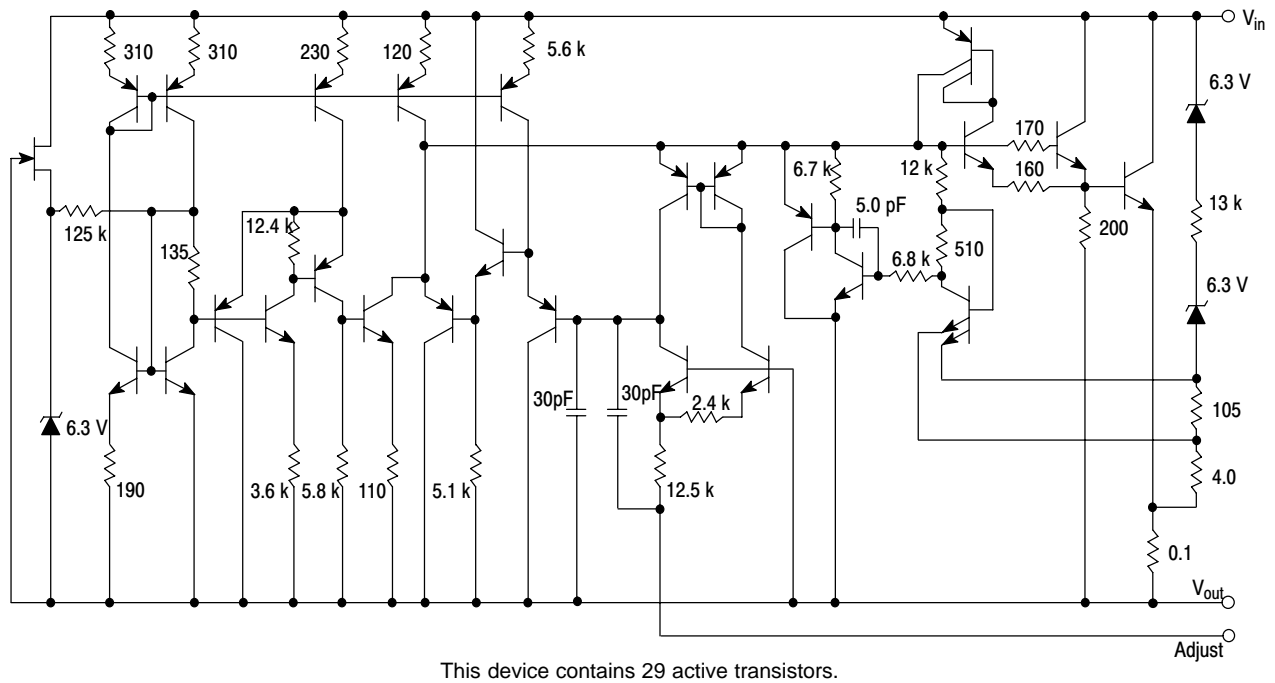 V_in
310
310
230
120
5.6 k
6.3 V
170
6.7 k
12 k
160
5.0 pF
13 k
125 k
12.4 k
200
135
6.8 k
510
6.3 V
30pF
30pF
2.4 k
105
6.3 V
190
3.6 k
5.8 k
110
5.1 k
12.5 k
4.0
0.1
V_out
Adjust
This device contains 29 active transistors.